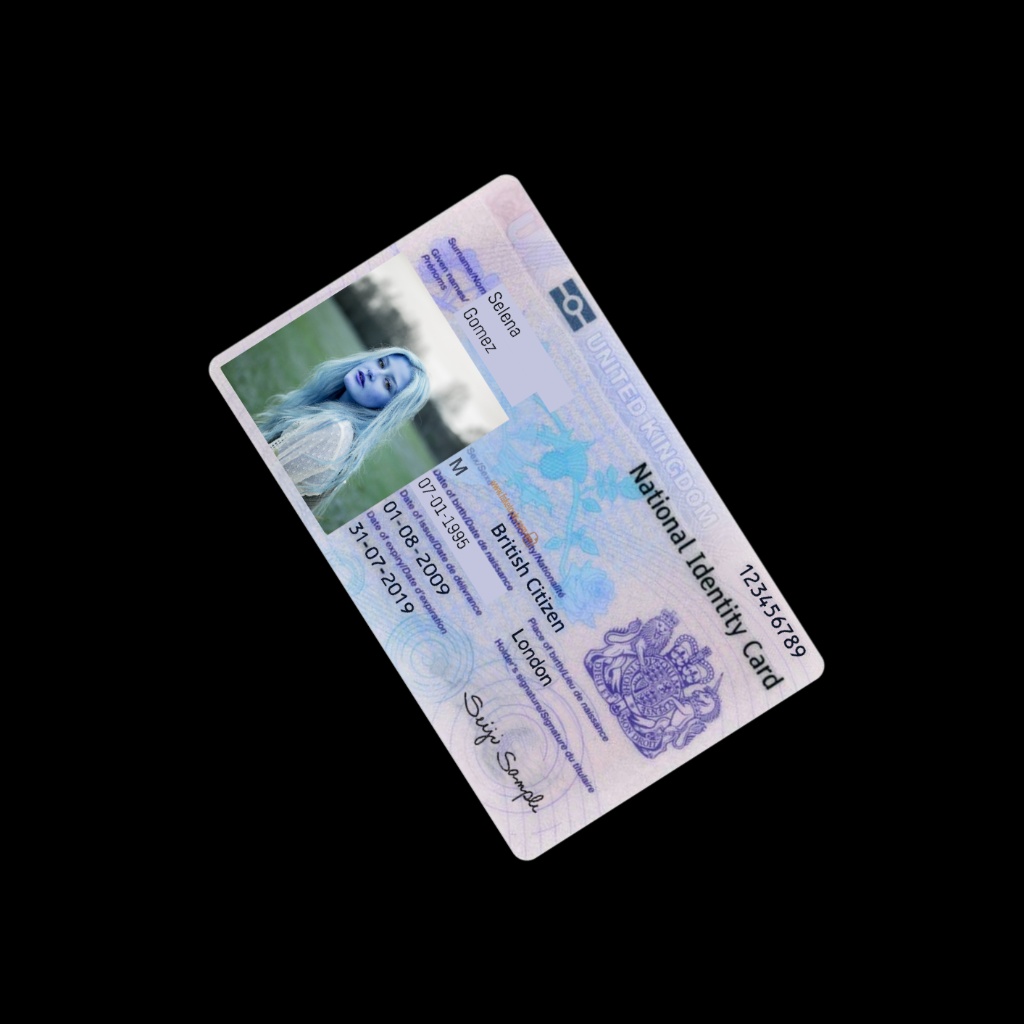 UNITED KINGDOM
123456789
National Identity Card
Surname/Nom
Selena
Given names/
Prénoms
Gomez
Nationality/Nationalité
M
British Citizen
Date of birth/Date de naissance
Place of birth/Lieu de naissance
07-01-1995
London
Date of issue/Date de délivrance
Holder's signature/Signature du titulaire
01-08-2009
Date of expiry/Date d'expiration
31-07-2019
Seiji Sample